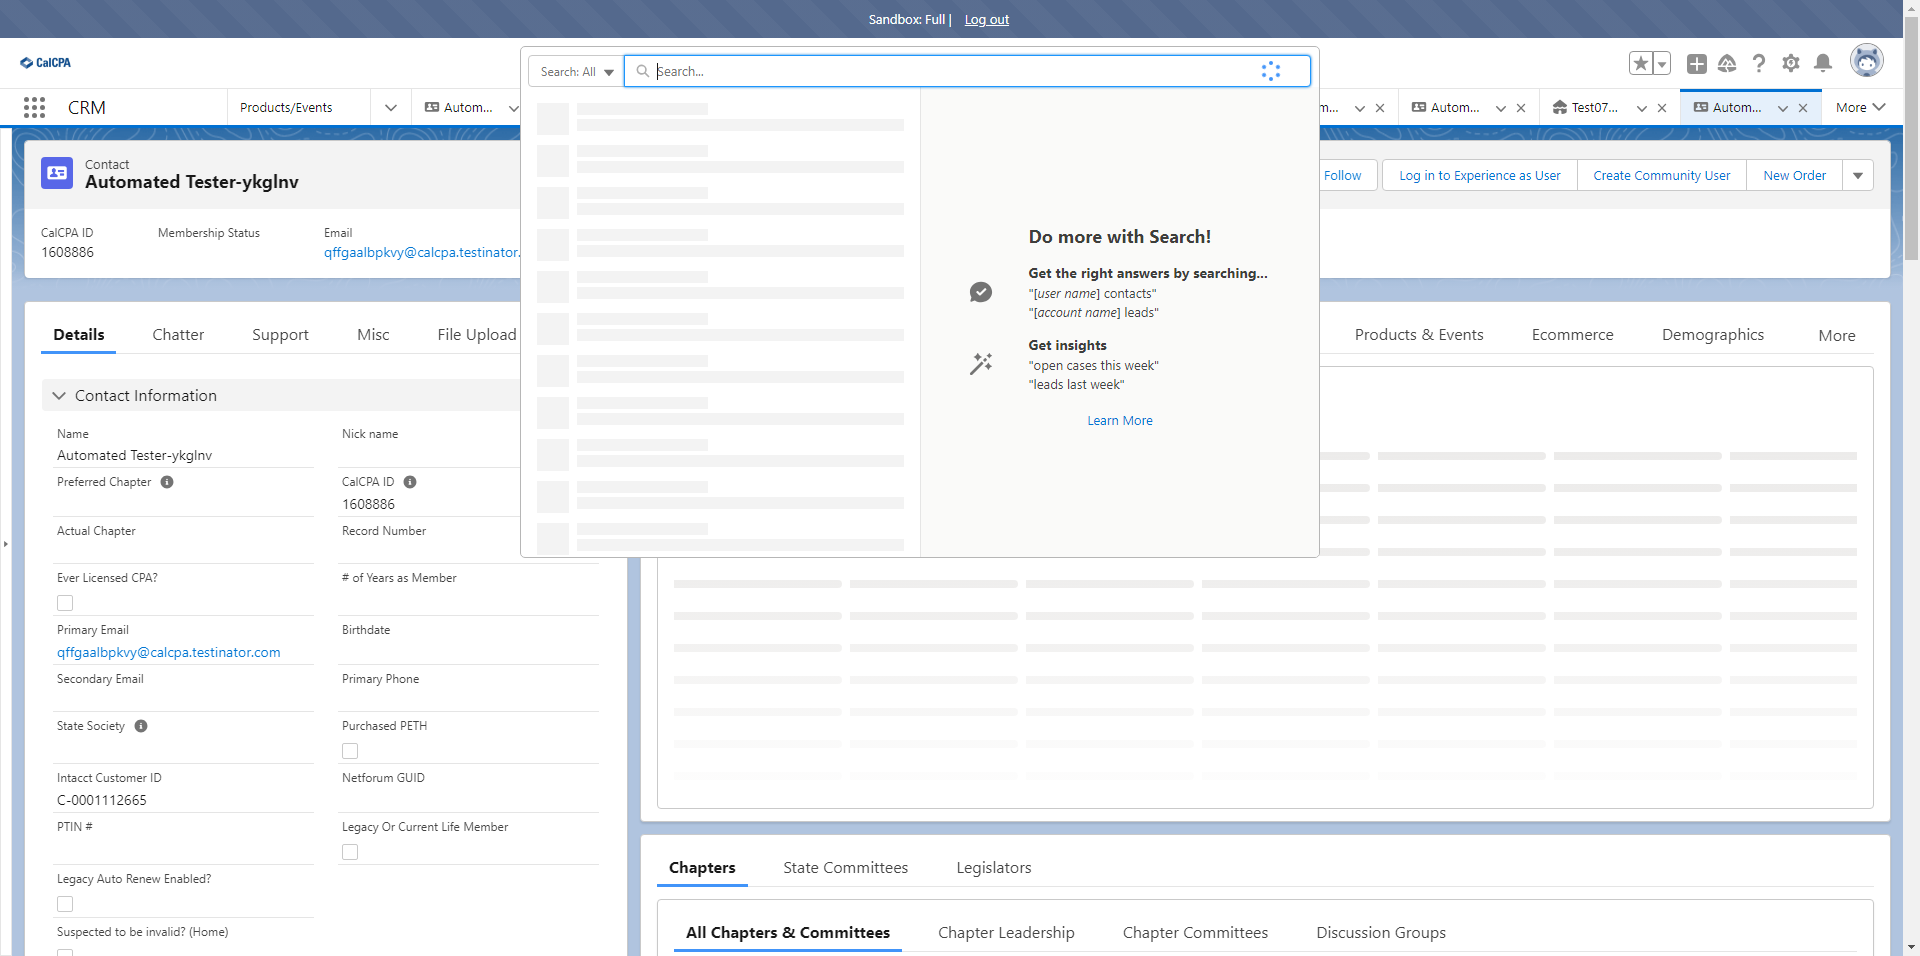 Sandbox: Full | Log out
CalCPA
Search: All
Search...
CRM
Products/Events
Autom...
m...
Autom...
Test07...
Autom...
More
Contact
Automated Tester-ykglnv
Follow
Log in to Experience as User
Create Community User
New Order
CalCPA ID
1608886
Membership Status
Email
qffgaalbpkvy@calcpa.testinator.
Do more with Search!
Get the right answers by searching...
"[user name] contacts"
"[account name] leads"
Get insights
"open cases this week"
"leads last week"
Learn More
Details
Chatter
Support
Misc
File Upload
Products & Events
Ecommerce
Demographics
More
Contact Information
Name
Automated Tester-ykglnv
Nick name
Preferred Chapter
CalCPA ID
1608886
Actual Chapter
Record Number
Ever Licensed CPA?
# of Years as Member
Primary Email
qffgaalbpkvy@calcpa.testinator.com
Birthdate
Secondary Email
Primary Phone
State Society
Purchased PETH
Intacct Customer ID
C-0001112665
Netforum GUID
PTIN #
Legacy Or Current Life Member
Legacy Auto Renew Enabled?
Suspected to be invalid? (Home)
Chapters
State Committees
Legislators
All Chapters & Committees
Chapter Leadership
Chapter Committees
Discussion Groups